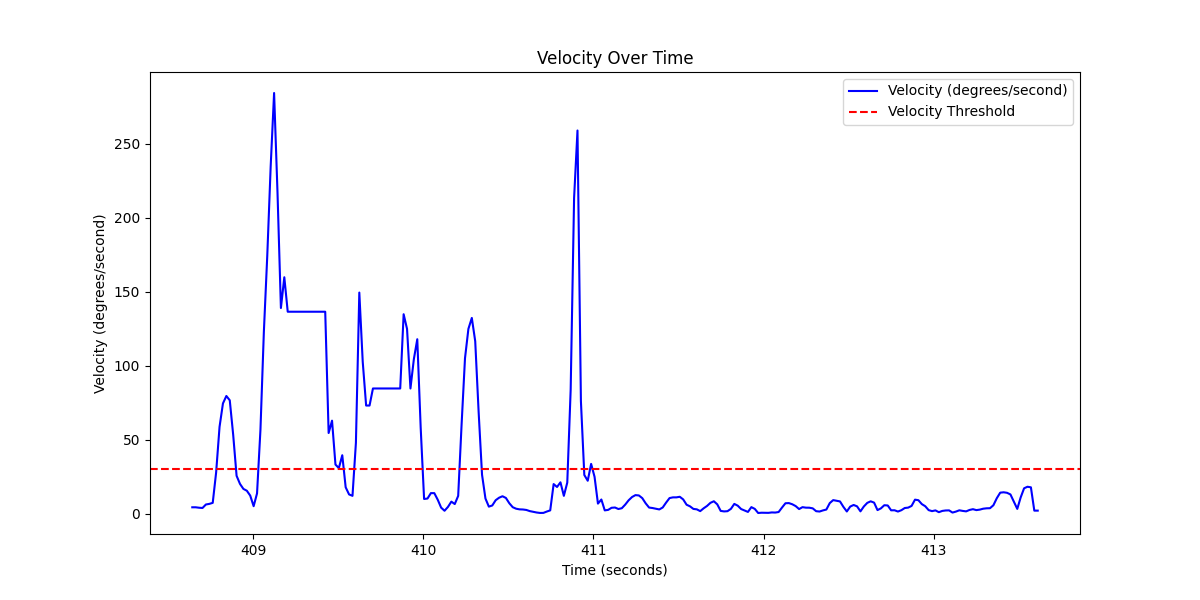 Velocity Over Time
Velocity (degrees/second)
Velocity Threshold
Velocity (degrees/second)
250
200
150
100
50
0
409
410
411
412
413
Time (seconds)